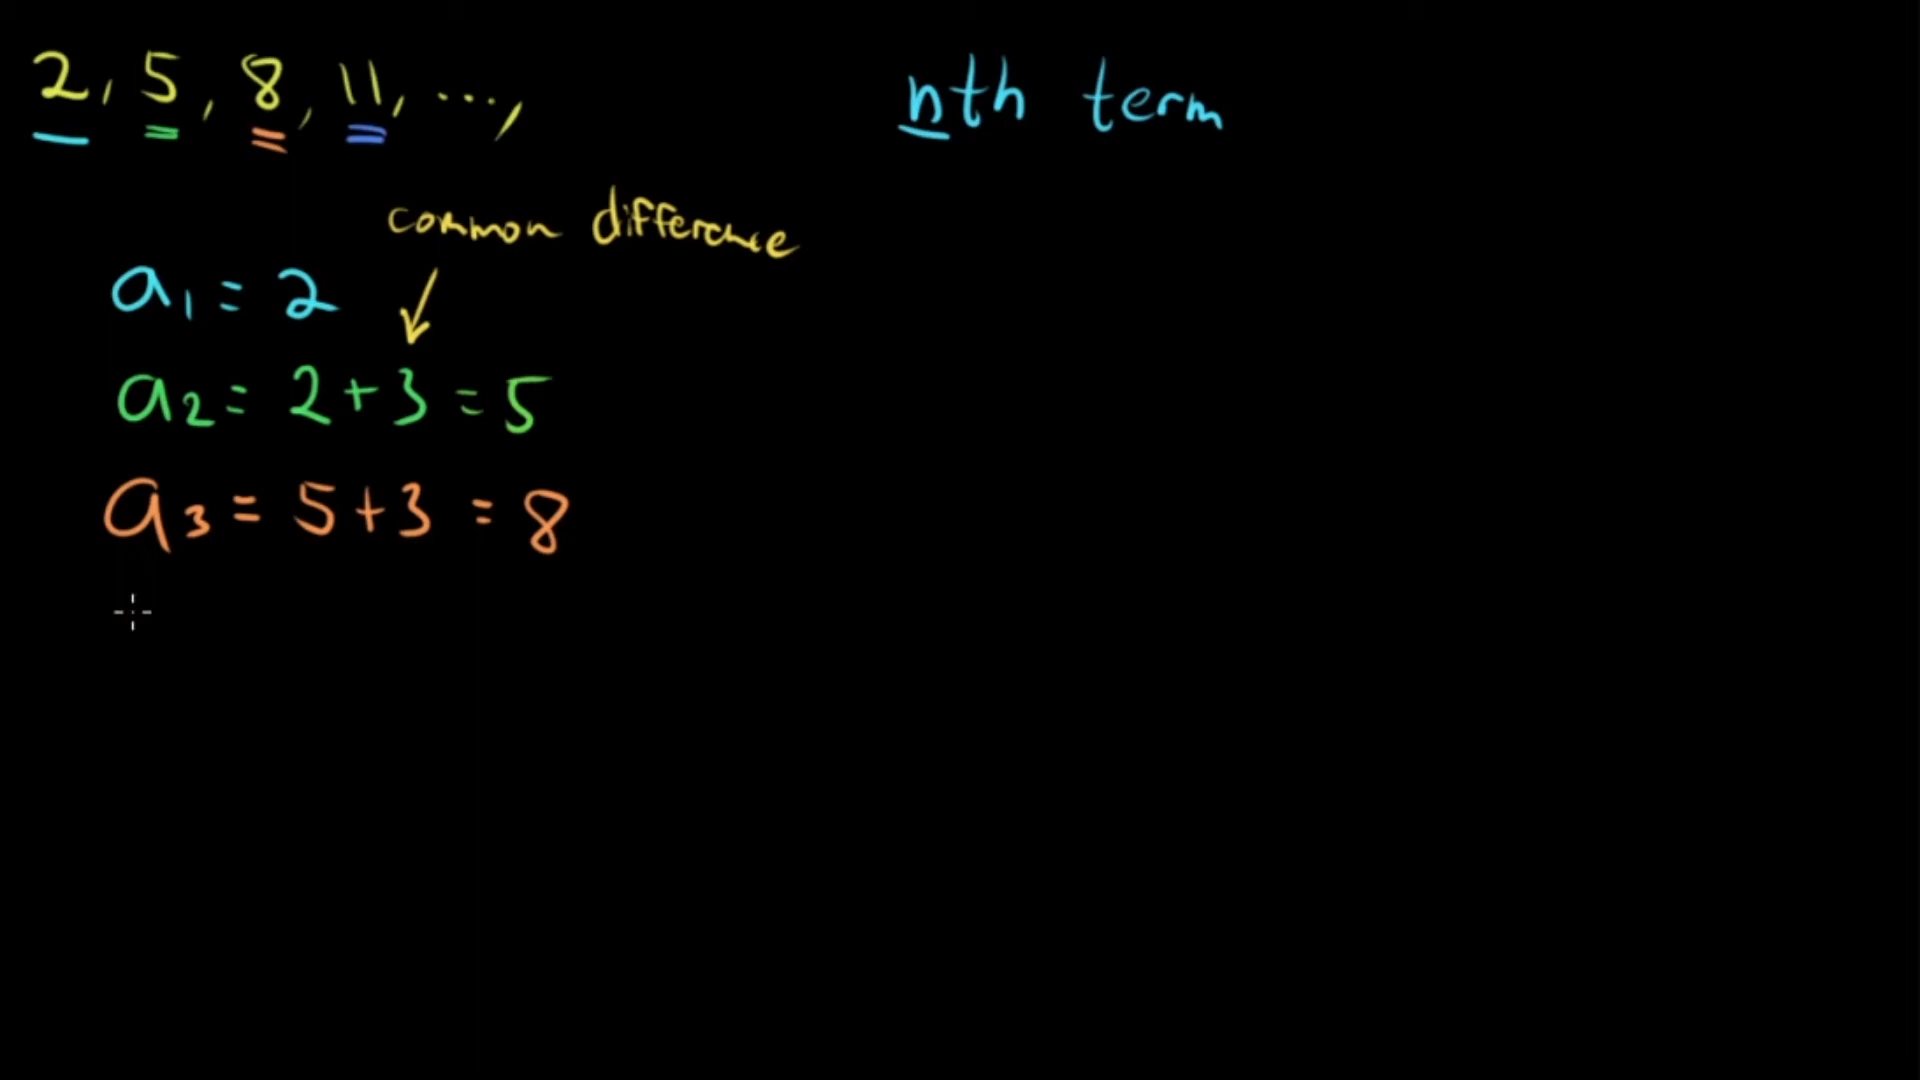 2, 5, 8, 11, ...,
nth term
common difference
a₁ = 2
a₂ = 2+3 = 5
a₃ = 5+3 = 8